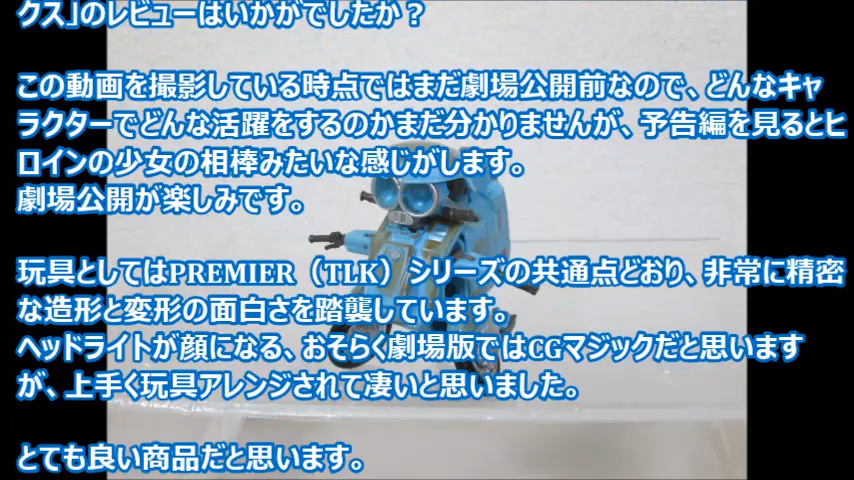 クス」のレビューはいかがでしたか?
この動画を撮影している時点ではまだ劇場公開前なので、どんなキャ
ラクターでどんな活躍をするのかまだ分かりませんが、予告編を見るとヒ
ロインの少女の相棒みたいな感じがします。
劇場公開が楽しみです。
玩具としてはPREMIER（TLK）シリーズの共通点どおり、非常に精密
な造形と変形の面白さを踏襲しています。
ヘッドライトが顔になる、おそらく劇場版ではCGマジックだと思います
が、上手く玩具アレンジされて凄いと思いました。
とても良い商品だと思います。